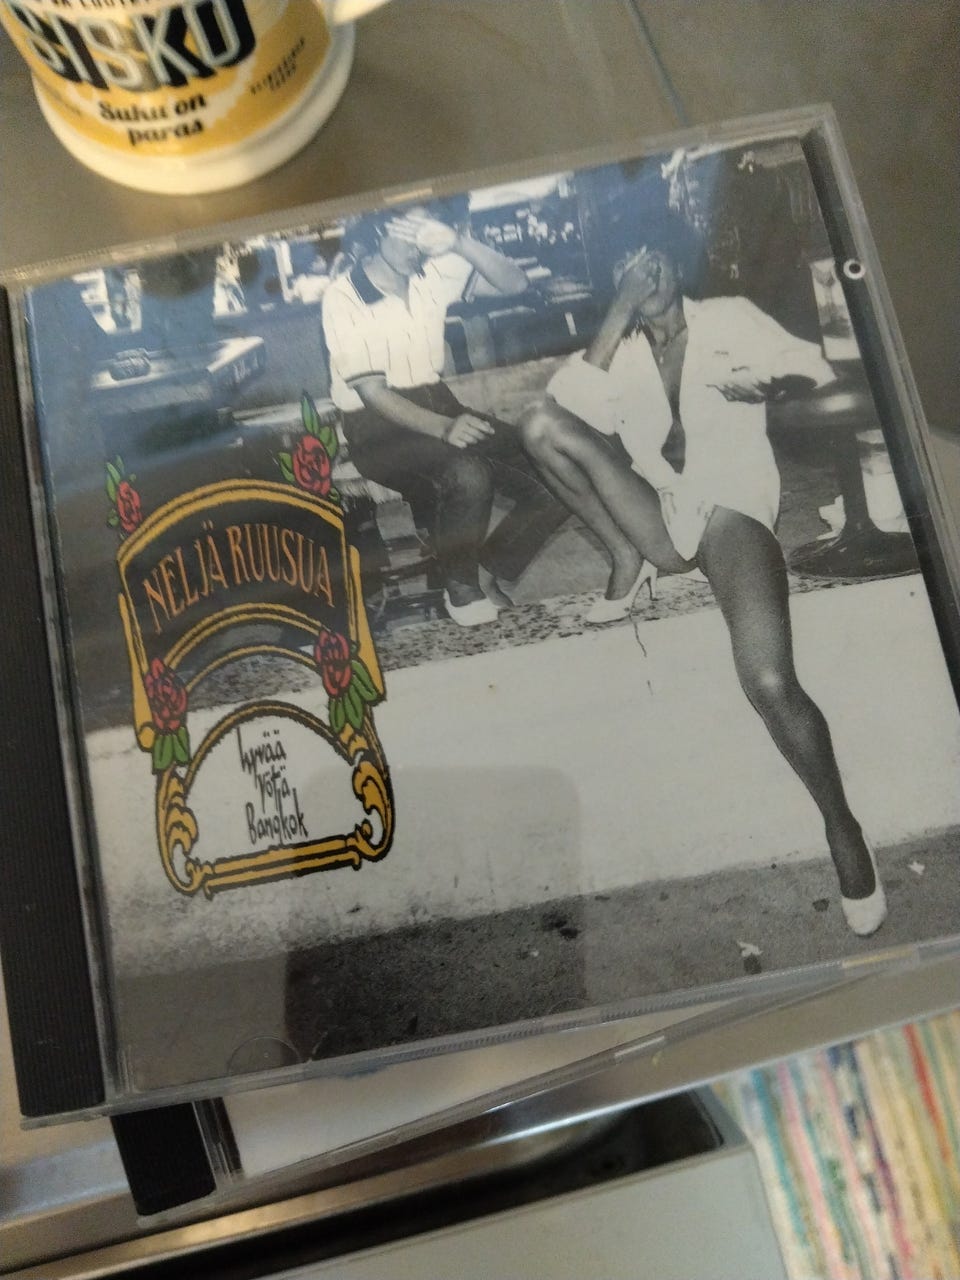 SISKO
Suku on
paras
NELJÄ RUUSUA
hyvää
yötä
Bangkok